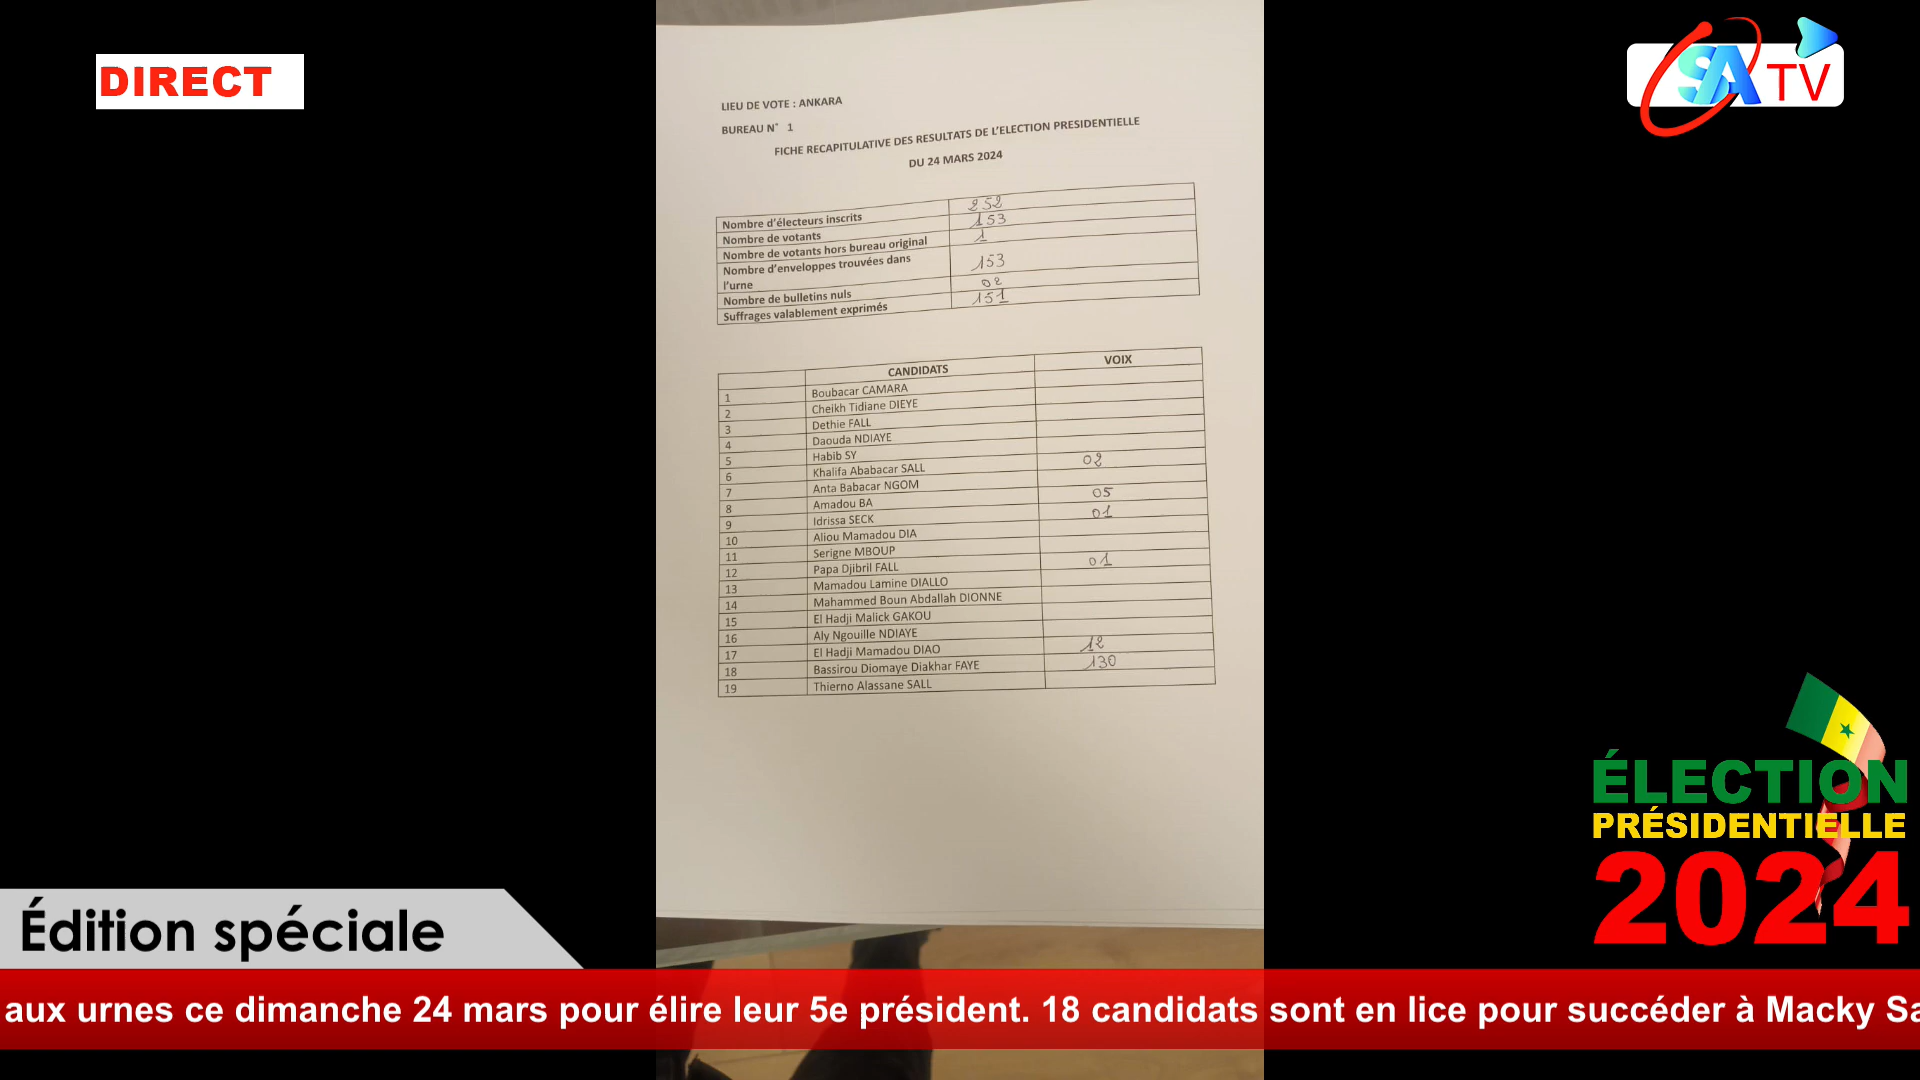 DIRECT
SA TV
LIEU DE VOTE : ANKARA
BUREAU N° 1
FICHE RECAPITULATIVE DES RESULTATS DE L'ELECTION PRESIDENTIELLE
DU 24 MARS 2024
Nombre d'électeurs inscrits 252
Nombre de votants 153
Nombre de votants hors bureau original 1
Nombre d'enveloppes trouvées dans
l'urne 153
Nombre de bulletins nuls 02
Suffrages valablement exprimés 151
CANDIDATS VOIX
1 Boubacar CAMARA
2 Cheikh Tidiane DIEYE
3 Dethie FALL
4 Daouda NDIAYE
5 Habib SY
6 Khalifa Ababacar SALL 02
7 Anta Babacar NGOM
8 Amadou BA 05
9 Idrissa SECK 01
10 Aliou Mamadou DIA
11 Serigne MBOUP
12 Papa Djibril FALL 01
13 Mamadou Lamine DIALLO
14 Mahammed Boun Abdallah DIONNE
15 El Hadji Malick GAKOU
16 Aly Ngouille NDIAYE
17 El Hadji Mamadou DIAO 12
18 Bassirou Diomaye Diakhar FAYE 130
19 Thierno Alassane SALL
ÉLECTION
PRÉSIDENTIELLE
2024
Édition spéciale
aux urnes ce dimanche 24 mars pour élire leur 5e président. 18 candidats sont en lice pour succéder à Macky Sa